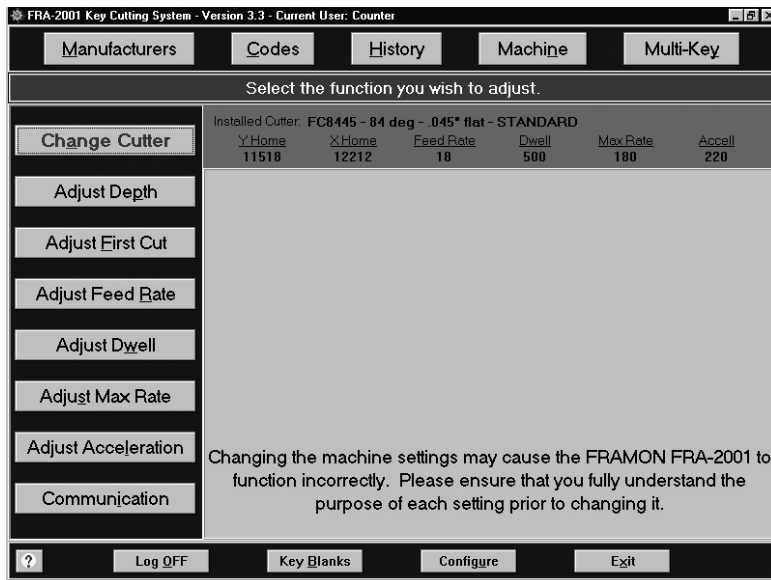 FRA-2001 Key Cutting System - Version 3.3 - Current User: Counter
Manufacturers Codes History Machine Multi-Key
Select the function you wish to adjust.
Installed Cutter: FC8445 - 84 deg - .045" flat - STANDARD
Y Home X Home Feed Rate Dwell Max Rate Accell
11518 12212 18 500 180 220
Change Cutter
Adjust Depth
Adjust First Cut
Adjust Feed Rate
Adjust Dwell
Adjust Max Rate
Adjust Acceleration
Communication
Changing the machine settings may cause the FRAMON FRA-2001 to
function incorrectly. Please ensure that you fully understand the
purpose of each setting prior to changing it.
? Log OFF Key Blanks Configure Exit